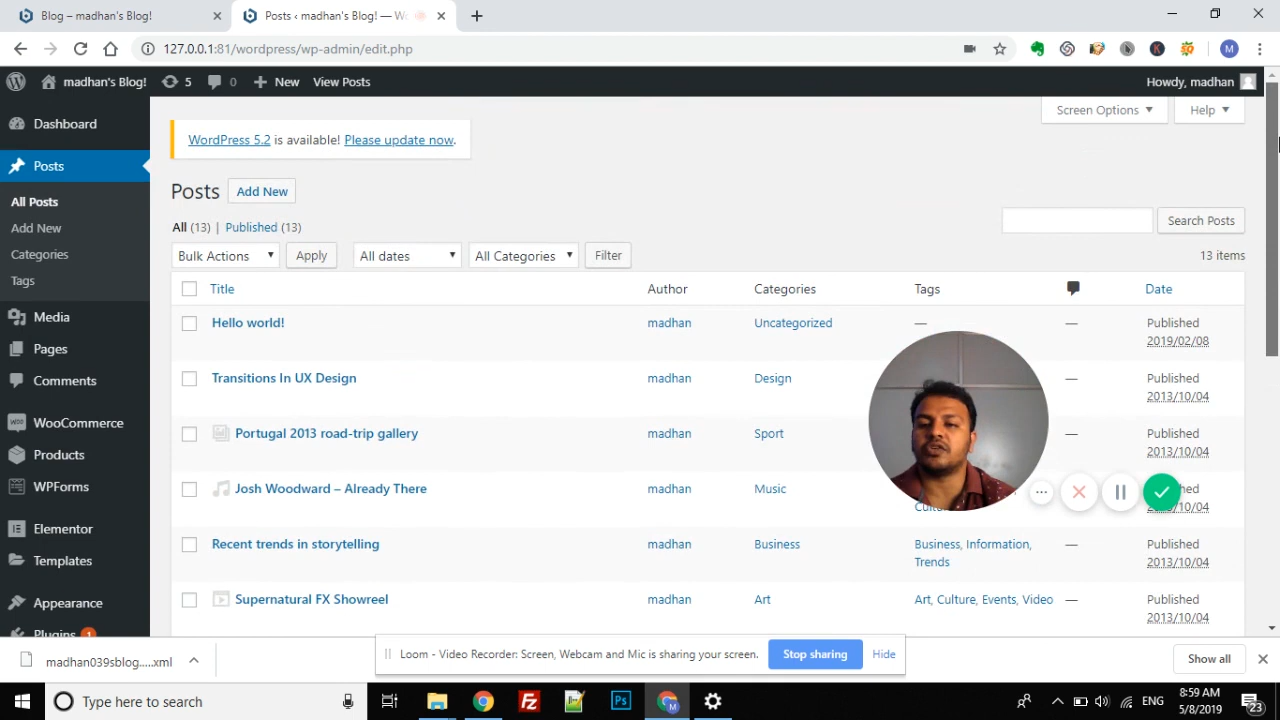 Blog – madhan's Blog!
Posts ‹ madhan's Blog! —
127.0.0.1:81/wordpress/wp-admin/edit.php
M
madhan's Blog!
5
0
New
View Posts
Howdy, madhan
Dashboard
Posts
All Posts
Add New
Categories
Tags
Media
Pages
Comments
WooCommerce
Products
WPForms
Elementor
Templates
Appearance
Plugins 1
Screen Options
Help
WordPress 5.2 is available! Please update now.
Posts Add New
All (13) | Published (13)
Search Posts
Bulk Actions Apply All dates All Categories Filter
13 items
Title Author Categories Tags Date
Hello world! madhan Uncategorized — — Published
2019/02/08
Transitions In UX Design madhan Design — Published
2013/10/04
Portugal 2013 road-trip gallery madhan Sport — Published
2013/10/04
Josh Woodward – Already There madhan Music
Recent trends in storytelling madhan Business Business, Information, — Published
Trends 2013/10/04
Supernatural FX Showreel madhan Art Art, Culture, Events, Video — Published
2013/10/04
madhan039sblog.....xml
Loom - Video Recorder: Screen, Webcam and Mic is sharing your screen. Stop sharing Hide
Show all
Type here to search
Ps
ENG
8:59 AM
5/8/2019
23